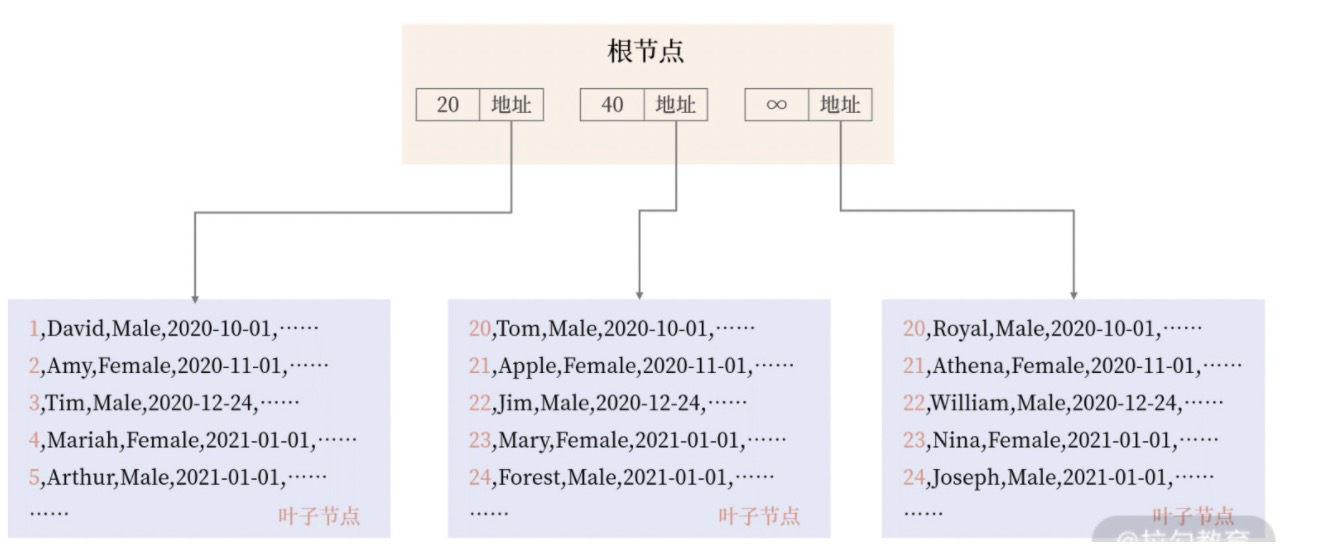 根节点
20 地址 40 地址 ∞ 地址
1,David,Male,2020-10-01,⋯⋯
2,Amy,Female,2020-11-01,⋯⋯
3,Tim,Male,2020-12-24,⋯⋯
4,Mariah,Female,2021-01-01,⋯⋯
5,Arthur,Male,2021-01-01,⋯⋯
⋯⋯ 叶子节点
20,Tom,Male,2020-10-01,⋯⋯
21,Apple,Female,2020-11-01,⋯⋯
22,Jim,Male,2020-12-24,⋯⋯
23,Mary,Female,2021-01-01,⋯⋯
24,Forest,Male,2021-01-01,⋯⋯
⋯⋯ 叶子节点
20,Royal,Male,2020-10-01,⋯⋯
21,Athena,Female,2020-11-01,⋯⋯
22,William,Male,2020-12-24,⋯⋯
23,Nina,Female,2021-01-01,⋯⋯
24,Joseph,Male,2021-01-01,⋯⋯
⋯⋯ 叶子节点
@拉勾教育